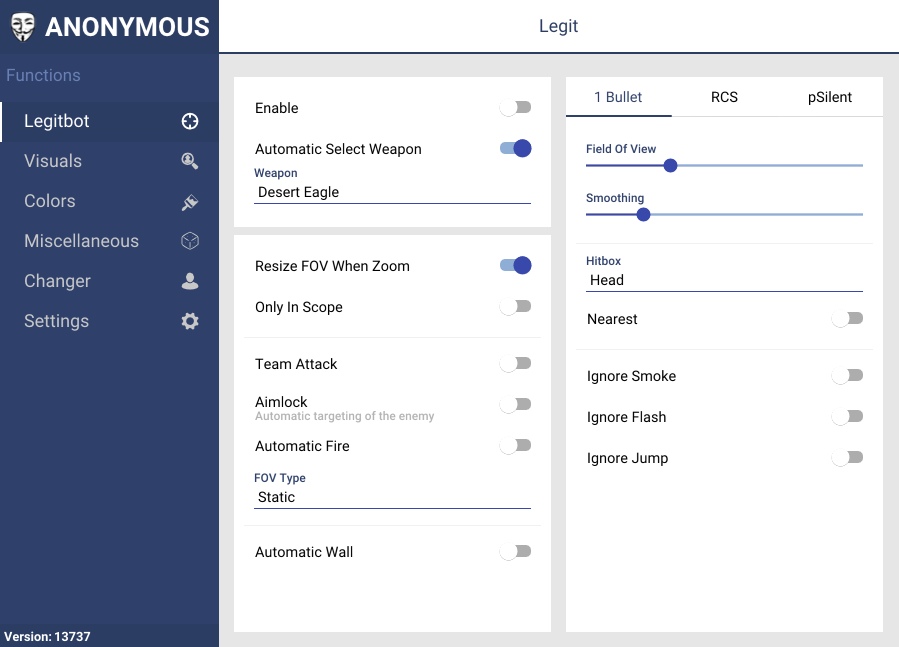 ANONYMOUS
Functions
Legitbot
Visuals
Colors
Miscellaneous
Changer
Settings
Version: 13737
Legit
Enable
Automatic Select Weapon
Weapon
Desert Eagle
Resize FOV When Zoom
Only In Scope
Team Attack
Aimlock
Automatic targeting of the enemy
Automatic Fire
FOV Type
Static
Automatic Wall
1 Bullet RCS pSilent
Field Of View
Smoothing
Hitbox
Head
Nearest
Ignore Smoke
Ignore Flash
Ignore Jump